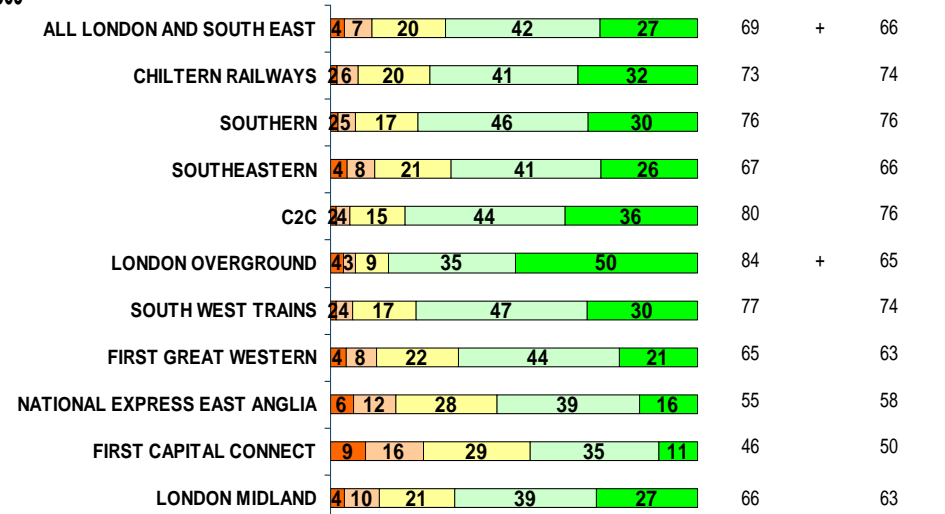 ALL LONDON AND SOUTH EAST 4 7 20 42 27 69 + 66
CHILTERN RAILWAYS 2 6 20 41 32 73 74
SOUTHERN 2 5 17 46 30 76 76
SOUTHEASTERN 4 8 21 41 26 67 66
C2C 2 4 15 44 36 80 76
LONDON OVERGROUND 4 3 9 35 50 84 + 65
SOUTH WEST TRAINS 2 4 17 47 30 77 74
FIRST GREAT WESTERN 4 8 22 44 21 65 63
NATIONAL EXPRESS EAST ANGLIA 6 12 28 39 16 55 58
FIRST CAPITAL CONNECT 9 16 29 35 11 46 50
LONDON MIDLAND 4 10 21 39 27 66 63